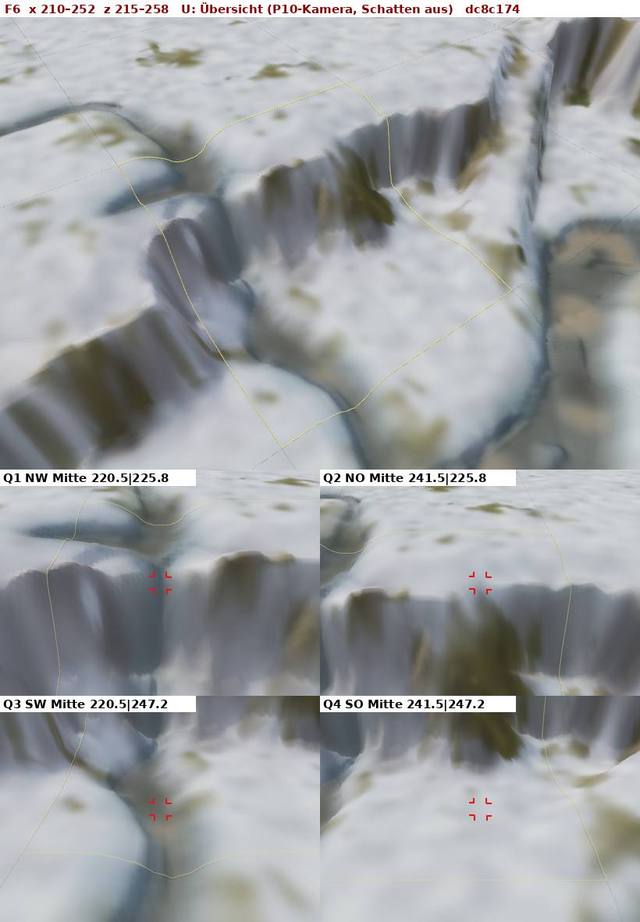 F6 x 210–252 z 215–258 U: Übersicht (P10-Kamera, Schatten aus) dc8c174
Q1 NW Mitte 220.5|225.8
Q2 NO Mitte 241.5|225.8
Q3 SW Mitte 220.5|247.2
Q4 SO Mitte 241.5|247.2